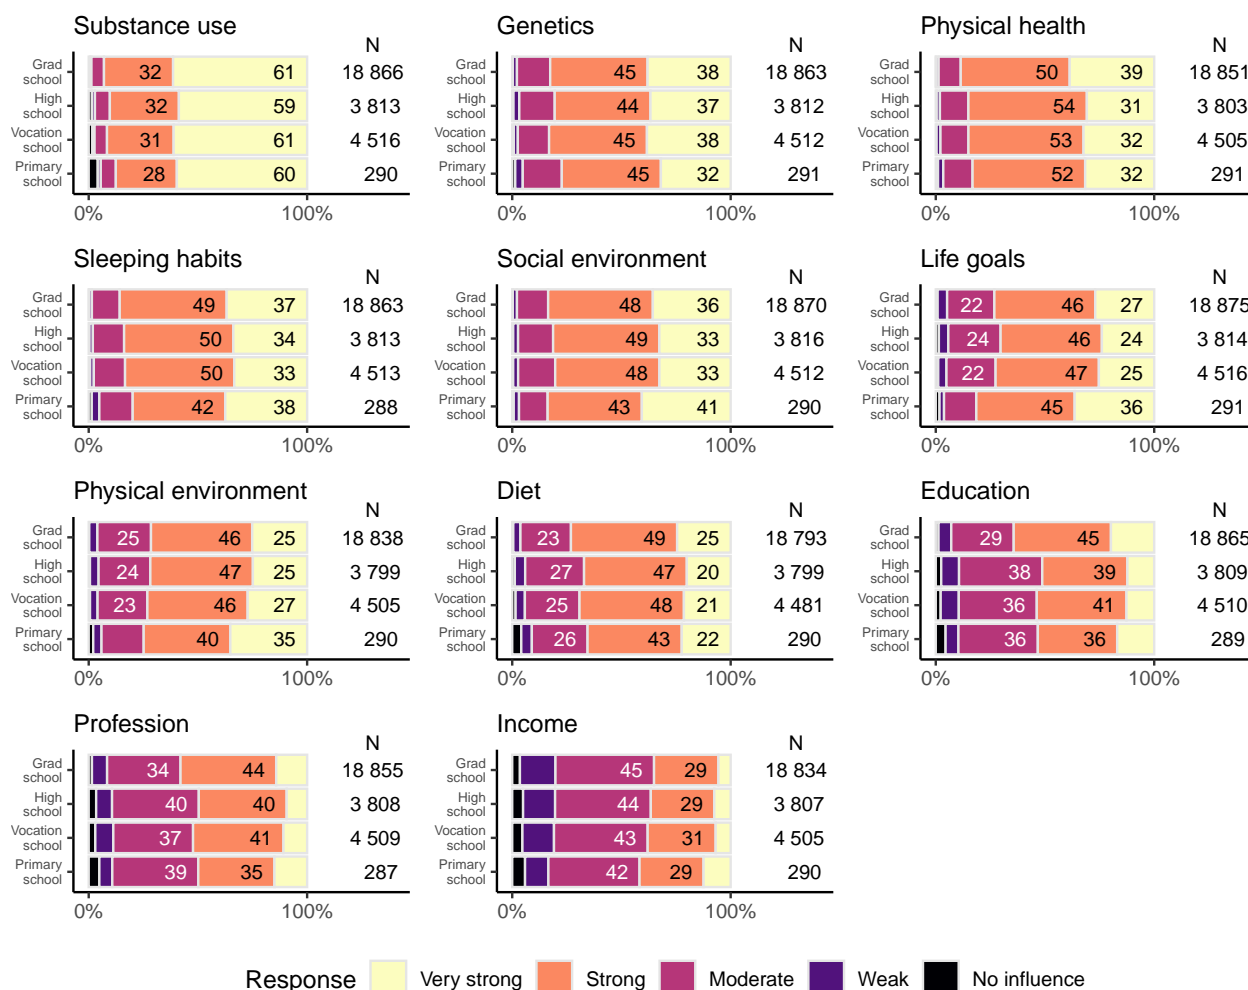 Substance use
N
Grad school 32 61 18 866
High school 32 59 3 813
Vocation school 31 61 4 516
Primary school 28 60 290
0% 100%
Genetics
N
Grad school 45 38 18 863
High school 44 37 3 812
Vocation school 45 38 4 512
Primary school 45 32 291
0% 100%
Physical health
N
Grad school 50 39 18 851
High school 54 31 3 803
Vocation school 53 32 4 505
Primary school 52 32 291
0% 100%
Sleeping habits
N
Grad school 49 37 18 863
High school 50 34 3 813
Vocation school 50 33 4 513
Primary school 42 38 288
0% 100%
Social environment
N
Grad school 48 36 18 870
High school 49 33 3 816
Vocation school 48 33 4 512
Primary school 43 41 290
0% 100%
Life goals
N
Grad school 22 46 27 18 875
High school 24 46 24 3 814
Vocation school 22 47 25 4 516
Primary school 45 36 291
0% 100%
Physical environment
N
Grad school 25 46 25 18 838
High school 24 47 25 3 799
Vocation school 23 46 27 4 505
Primary school 40 35 290
0% 100%
Diet
N
Grad school 23 49 25 18 793
High school 27 47 20 3 799
Vocation school 25 48 21 4 481
Primary school 26 43 22 290
0% 100%
Education
N
Grad school 29 45 18 865
High school 38 39 3 809
Vocation school 36 41 4 510
Primary school 36 36 289
0% 100%
Profession
N
Grad school 34 44 18 855
High school 40 40 3 808
Vocation school 37 41 4 509
Primary school 39 35 287
0% 100%
Income
N
Grad school 45 29 18 834
High school 44 29 3 807
Vocation school 43 31 4 505
Primary school 42 29 290
0% 100%
Response Very strong Strong Moderate Weak No influence